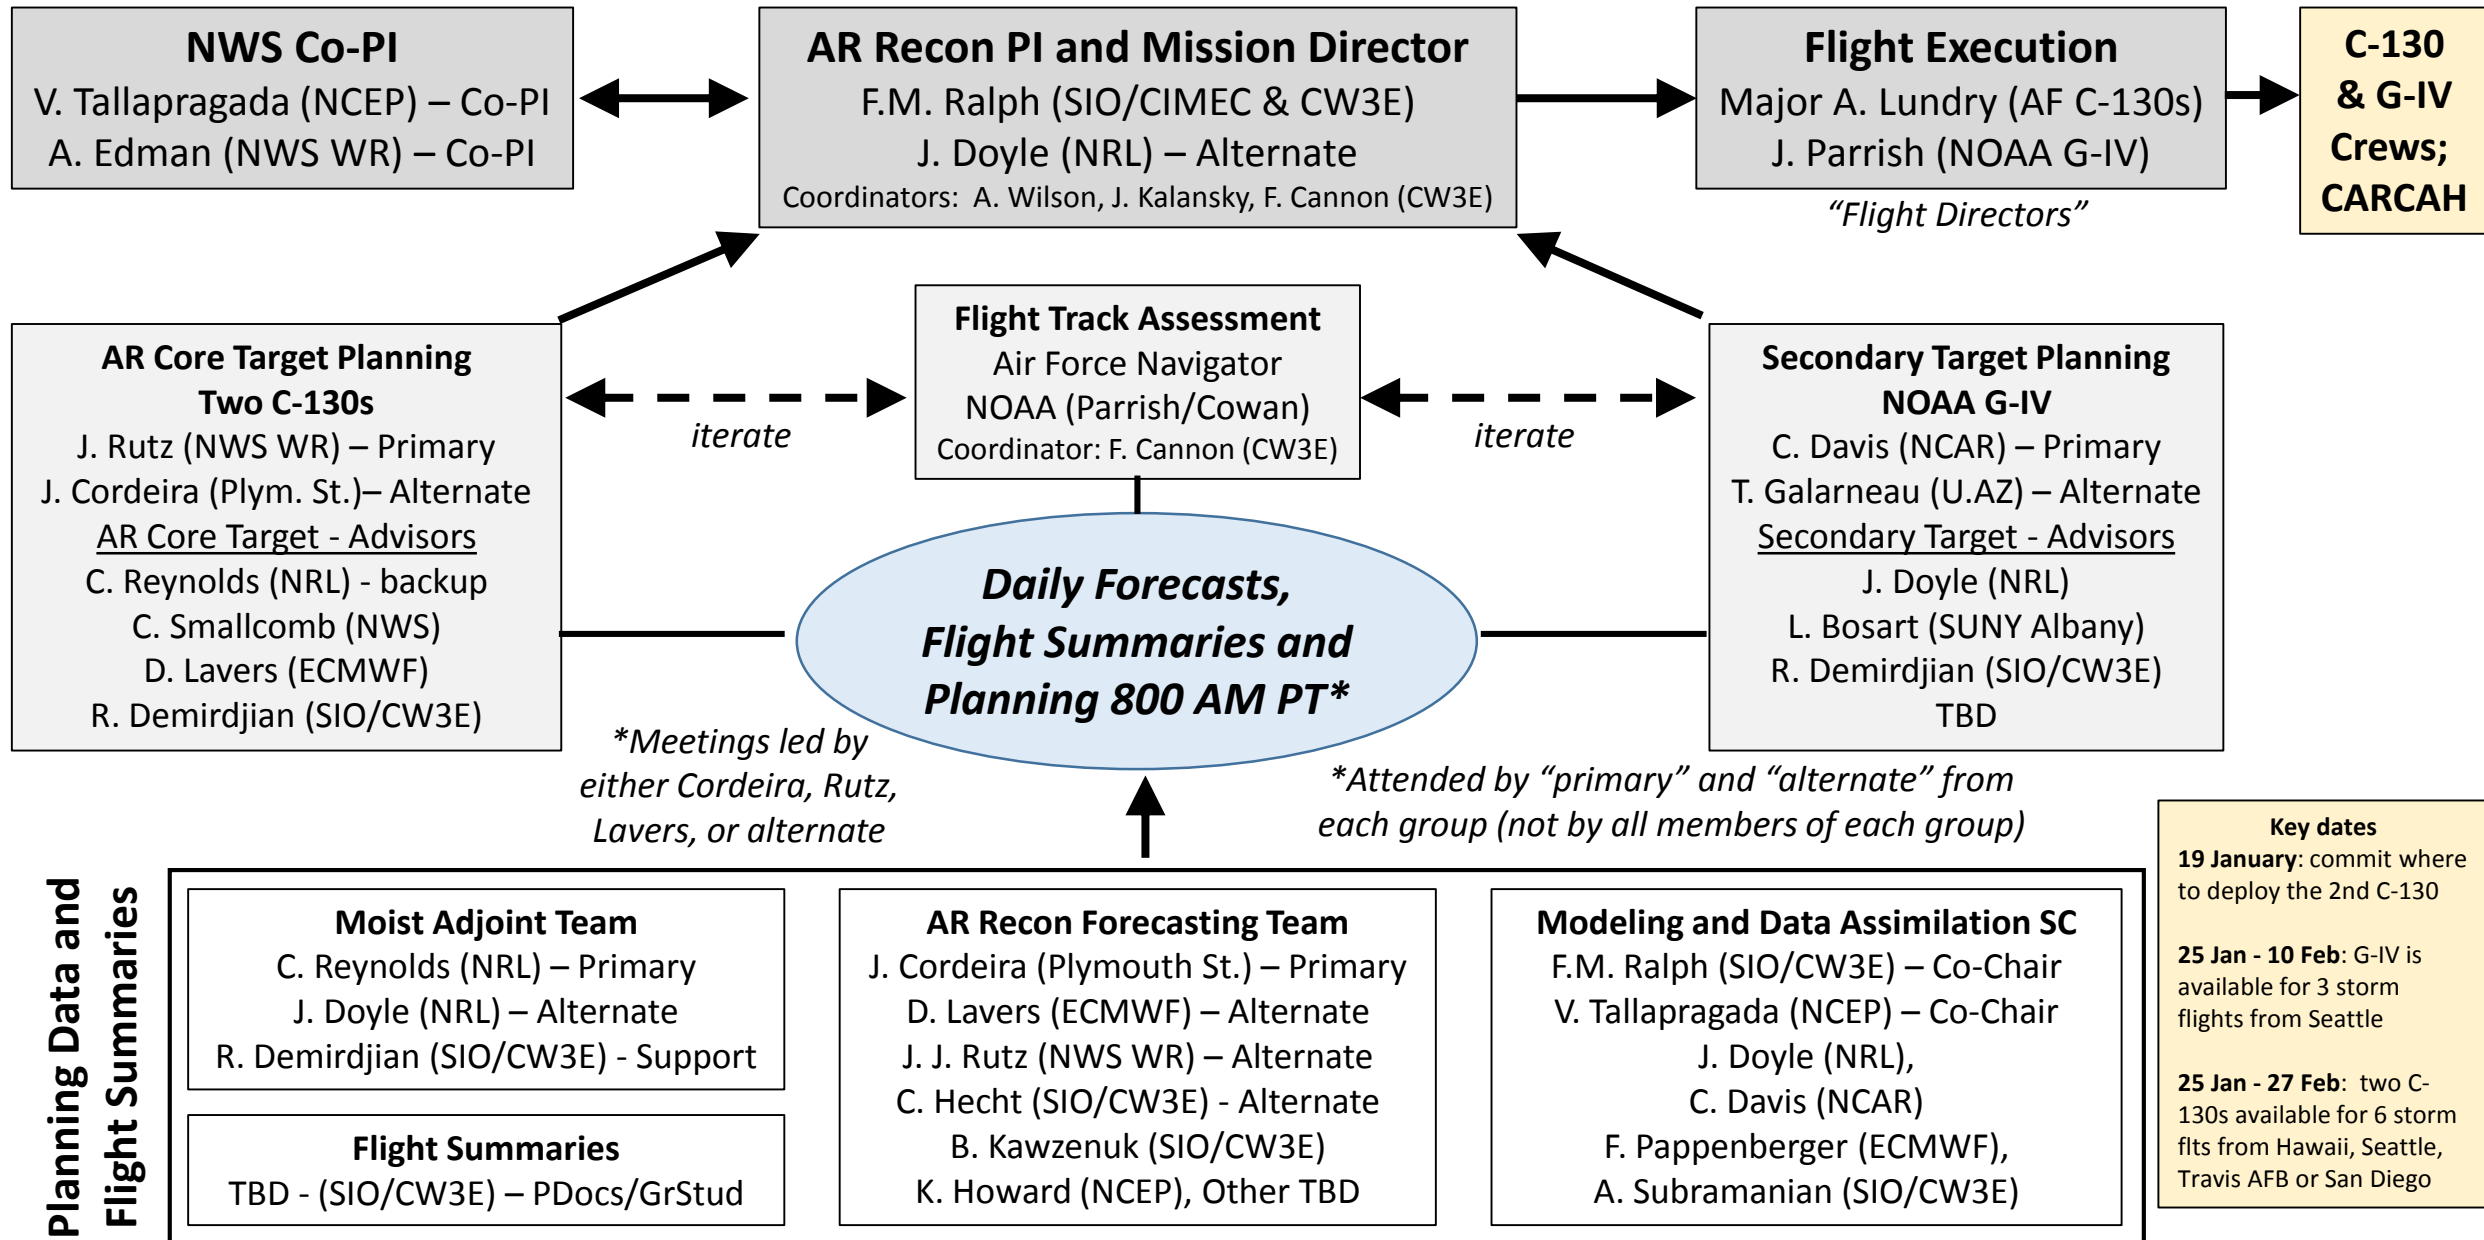 NWS Co-PI
V. Tallapragada (NCEP) – Co-PI
A. Edman (NWS WR) – Co-PI
AR Recon PI and Mission Director
F.M. Ralph (SIO/CIMEC & CW3E)
J. Doyle (NRL) – Alternate
Coordinators:  A. Wilson, J. Kalansky, F. Cannon (CW3E)
Flight Execution
Major A. Lundry (AF C-130s)
J. Parrish (NOAA G-IV)
“Flight Directors”
C-130
& G-IV
Crews;
CARCAH
AR Core Target Planning
Two C-130s
J. Rutz (NWS WR) – Primary
J. Cordeira (Plym. St.)– Alternate
AR Core Target - Advisors
C. Reynolds (NRL) - backup
C. Smallcomb (NWS)
D. Lavers (ECMWF)
R. Demirdjian (SIO/CW3E)
iterate
Flight Track Assessment
Air Force Navigator
NOAA (Parrish/Cowan)
Coordinator: F. Cannon (CW3E)
iterate
Secondary Target Planning
NOAA G-IV
C. Davis (NCAR) – Primary
T. Galarneau (U.AZ) – Alternate
Secondary Target - Advisors
J. Doyle (NRL)
L. Bosart (SUNY Albany)
R. Demirdjian (SIO/CW3E)
TBD
Daily Forecasts,
Flight Summaries and
Planning 800 AM PT*
*Meetings led by
either Cordeira, Rutz,
Lavers, or alternate
*Attended by “primary” and “alternate” from
each group (not by all members of each group)
Planning Data and
Flight Summaries
Moist Adjoint Team
C. Reynolds (NRL) – Primary
J. Doyle (NRL) – Alternate
R. Demirdjian (SIO/CW3E) - Support
Flight Summaries
TBD - (SIO/CW3E) – PDocs/GrStud
AR Recon Forecasting Team
J. Cordeira (Plymouth St.) – Primary
D. Lavers (ECMWF) – Alternate
J. J. Rutz (NWS WR) – Alternate
C. Hecht (SIO/CW3E) - Alternate
B. Kawzenuk (SIO/CW3E)
K. Howard (NCEP), Other TBD
Modeling and Data Assimilation SC
F.M. Ralph (SIO/CW3E) – Co-Chair
V. Tallapragada (NCEP) – Co-Chair
J. Doyle (NRL),
C. Davis (NCAR)
F. Pappenberger (ECMWF),
A. Subramanian (SIO/CW3E)
Key dates
19 January: commit where
to deploy the 2nd C-130
25 Jan - 10 Feb: G-IV is
available for 3 storm
flights from Seattle
25 Jan - 27 Feb:  two C-
130s available for 6 storm
flts from Hawaii, Seattle,
Travis AFB or San Diego